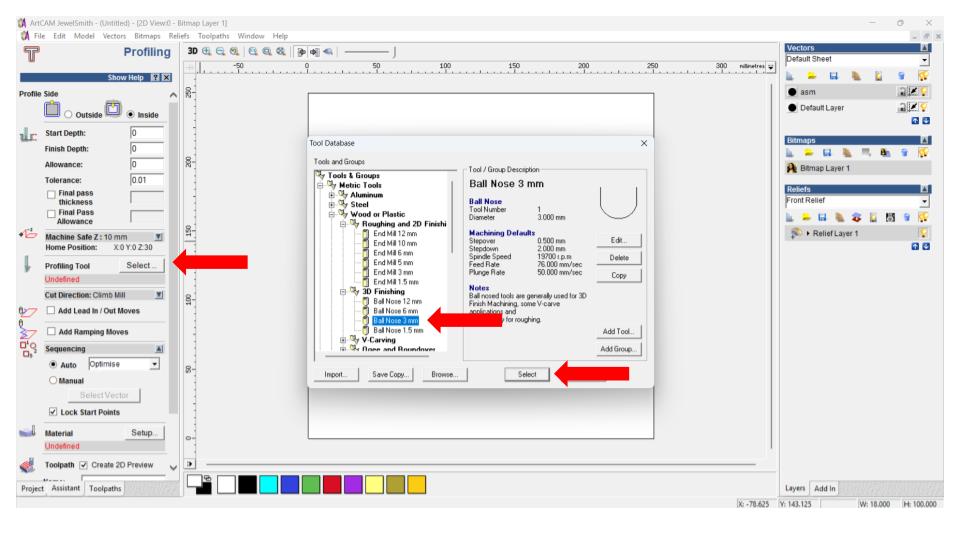 ArtCAM JewelSmith - (Untitled) - [2D View:0 - Bitmap Layer 1]
File Edit Model Vectors Bitmaps Reliefs Toolpaths Window Help
Profiling
Show Help ? X
Profile Side
Outside Inside
Start Depth: 0
Finish Depth: 0
Allowance: 0
Tolerance: 0.01
Final pass
thickness
Final Pass
Allowance
Machine Safe Z : 10 mm
Home Position: X:0 Y:0 Z:30
Profiling Tool Select ...
Undefined
Cut Direction: Climb Mill
Add Lead In / Out Moves
Add Ramping Moves
Sequencing
Auto Optimise
Manual
Select Vector
Lock Start Points
Material Setup...
Undefined
Toolpath Create 2D Preview
Project Assistant Toolpaths
3D
-50 0 50 100 150 200 250 300 millimetres
250
200
150
100
50
0
Tool Database
Tools and Groups
Tools & Groups
Metric Tools
Aluminum
Steel
Wood or Plastic
Roughing and 2D Finishi
End Mill 12 mm
End Mill 10 mm
End Mill 6 mm
End Mill 5 mm
End Mill 3 mm
End Mill 1.5 mm
3D Finishing
Ball Nose 12 mm
Ball Nose 6 mm
Ball Nose 3 mm
Ball Nose 1.5 mm
V-Carving
Ogee and Roundover
Tool / Group Description
Ball Nose 3 mm
Ball Nose
Tool Number 1
Diameter 3.000 mm
Machining Defaults
Stepover 0.500 mm
Stepdown 2.000 mm
Spindle Speed 19700 r.p.m
Feed Rate 76.000 mm/sec
Plunge Rate 50.000 mm/sec
Notes
Ball nosed tools are generally used for 3D
Finish Machining, some V-carve
applications and
for roughing.
Edit...
Delete
Copy
Add Tool...
Add Group...
Import... Save Copy... Browse... Select
Vectors
Default Sheet
asm
Default Layer
Bitmaps
Bitmap Layer 1
Reliefs
Front Relief
Relief Layer 1
Layers Add In
X: -78.625 Y: 143.125 W: 18.000 H: 100.000